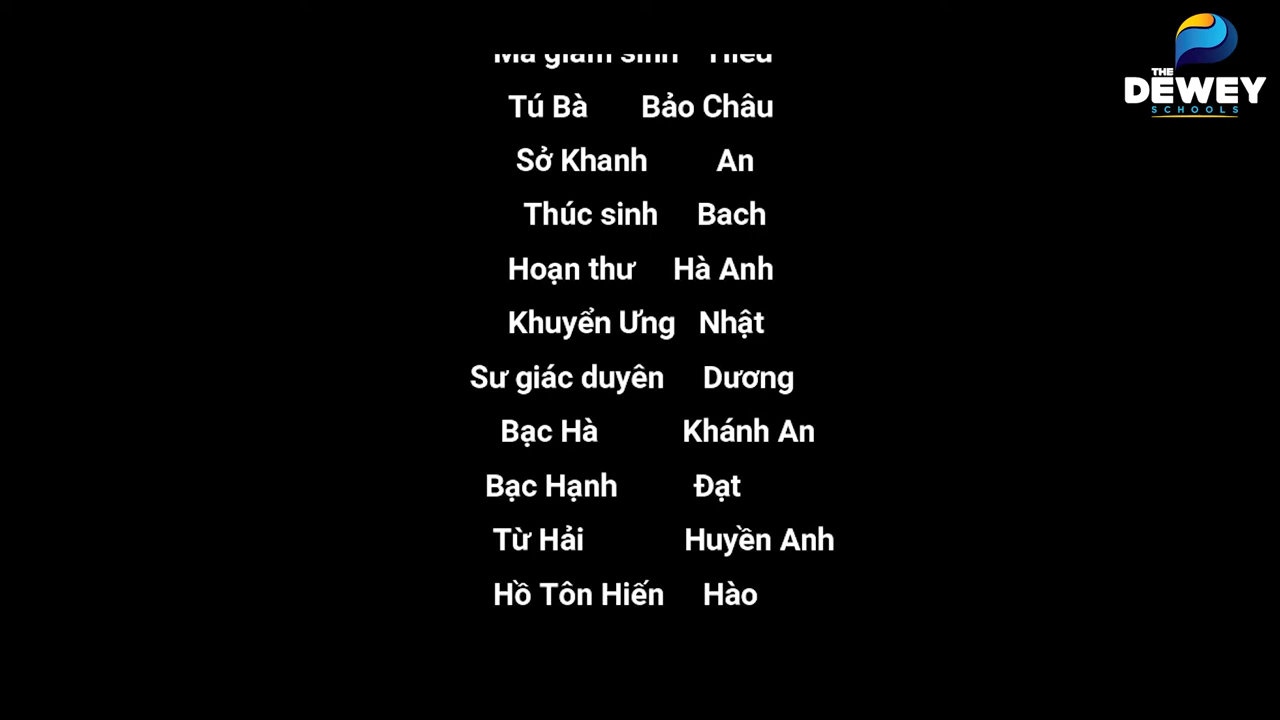 THE
DEWEY
SCHOOLS
Tú Bà Bảo Châu
Sở Khanh An
Thúc sinh Bach
Hoạn thư Hà Anh
Khuyển Ưng Nhật
Sư giác duyên Dương
Bạc Hà Khánh An
Bạc Hạnh Đạt
Từ Hải Huyền Anh
Hồ Tôn Hiến Hào